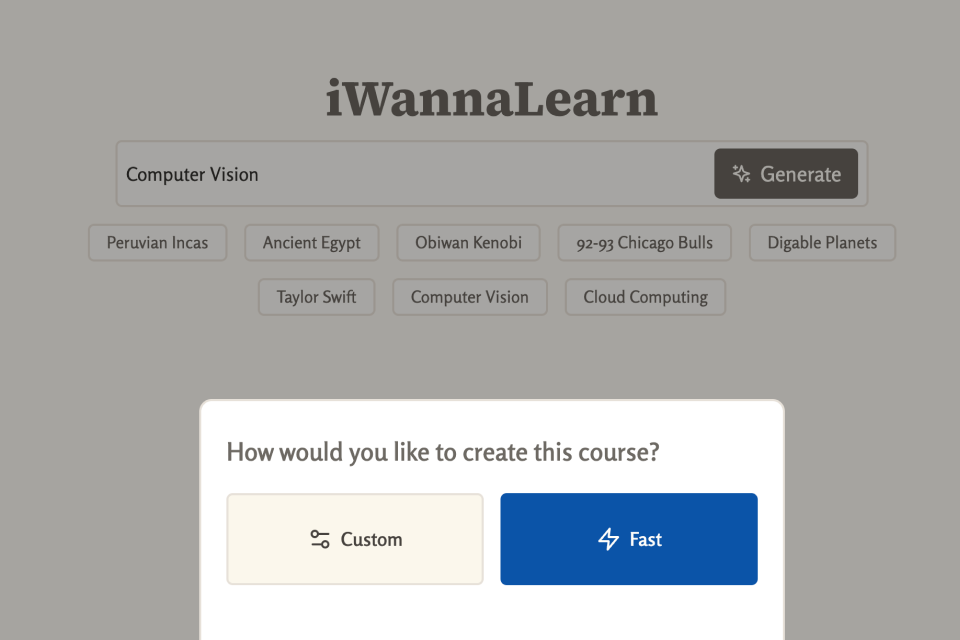 iWannaLearn
Computer Vision
Generate
Peruvian Incas
Ancient Egypt
Obiwan Kenobi
92-93 Chicago Bulls
Digable Planets
Taylor Swift
Computer Vision
Cloud Computing
How would you like to create this course?
Custom
Fast